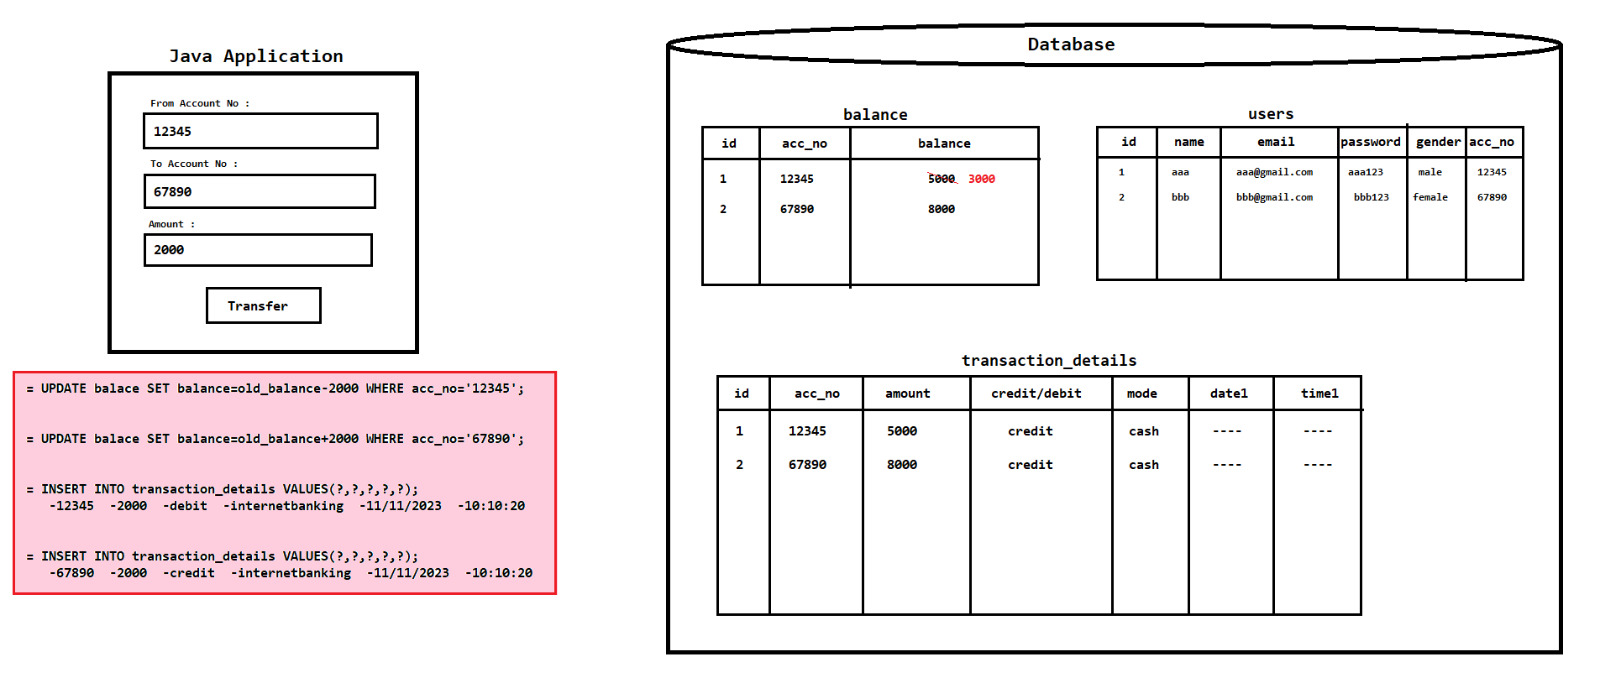 Java Application
From Account No :
12345
To Account No :
67890
Amount :
2000
Transfer
= UPDATE balace SET balance=old_balance-2000 WHERE acc_no='12345';
= UPDATE balace SET balance=old_balance+2000 WHERE acc_no='67890';
= INSERT INTO transaction_details VALUES(?,?,?,?,?);
-12345 -2000 -debit -internetbanking -11/11/2023 -10:10:20
= INSERT INTO transaction_details VALUES(?,?,?,?,?);
-67890 -2000 -credit -internetbanking -11/11/2023 -10:10:20
Database
balance
id acc_no balance
1 12345 5000 3000
2 67890 8000
users
id name email password gender acc_no
1 aaa aaa@gmail.com aaa123 male 12345
2 bbb bbb@gmail.com bbb123 female 67890
transaction_details
id acc_no amount credit/debit mode date1 time1
1 12345 5000 credit cash ---- ----
2 67890 8000 credit cash ---- ----